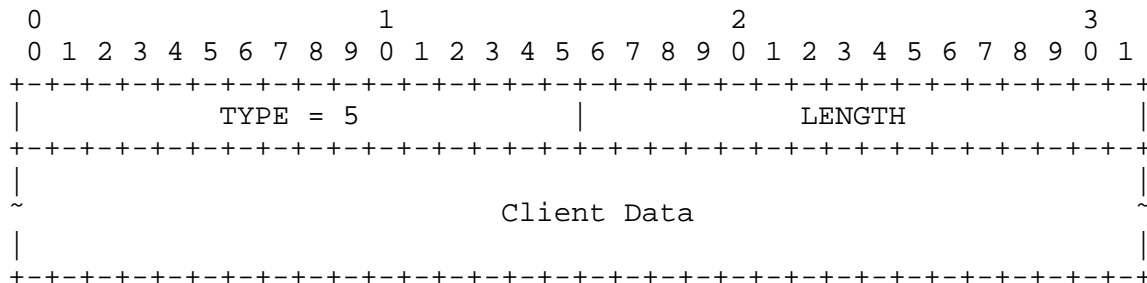 0                   1                   2                   3
 0 1 2 3 4 5 6 7 8 9 0 1 2 3 4 5 6 7 8 9 0 1 2 3 4 5 6 7 8 9 0 1
+-+-+-+-+-+-+-+-+-+-+-+-+-+-+-+-+-+-+-+-+-+-+-+-+-+-+-+-+-+-+-+-+
|           TYPE = 5            |            LENGTH             |
+-+-+-+-+-+-+-+-+-+-+-+-+-+-+-+-+-+-+-+-+-+-+-+-+-+-+-+-+-+-+-+-+
|                                                               |
~                          Client Data                          ~
|                                                               |
+-+-+-+-+-+-+-+-+-+-+-+-+-+-+-+-+-+-+-+-+-+-+-+-+-+-+-+-+-+-+-+-+